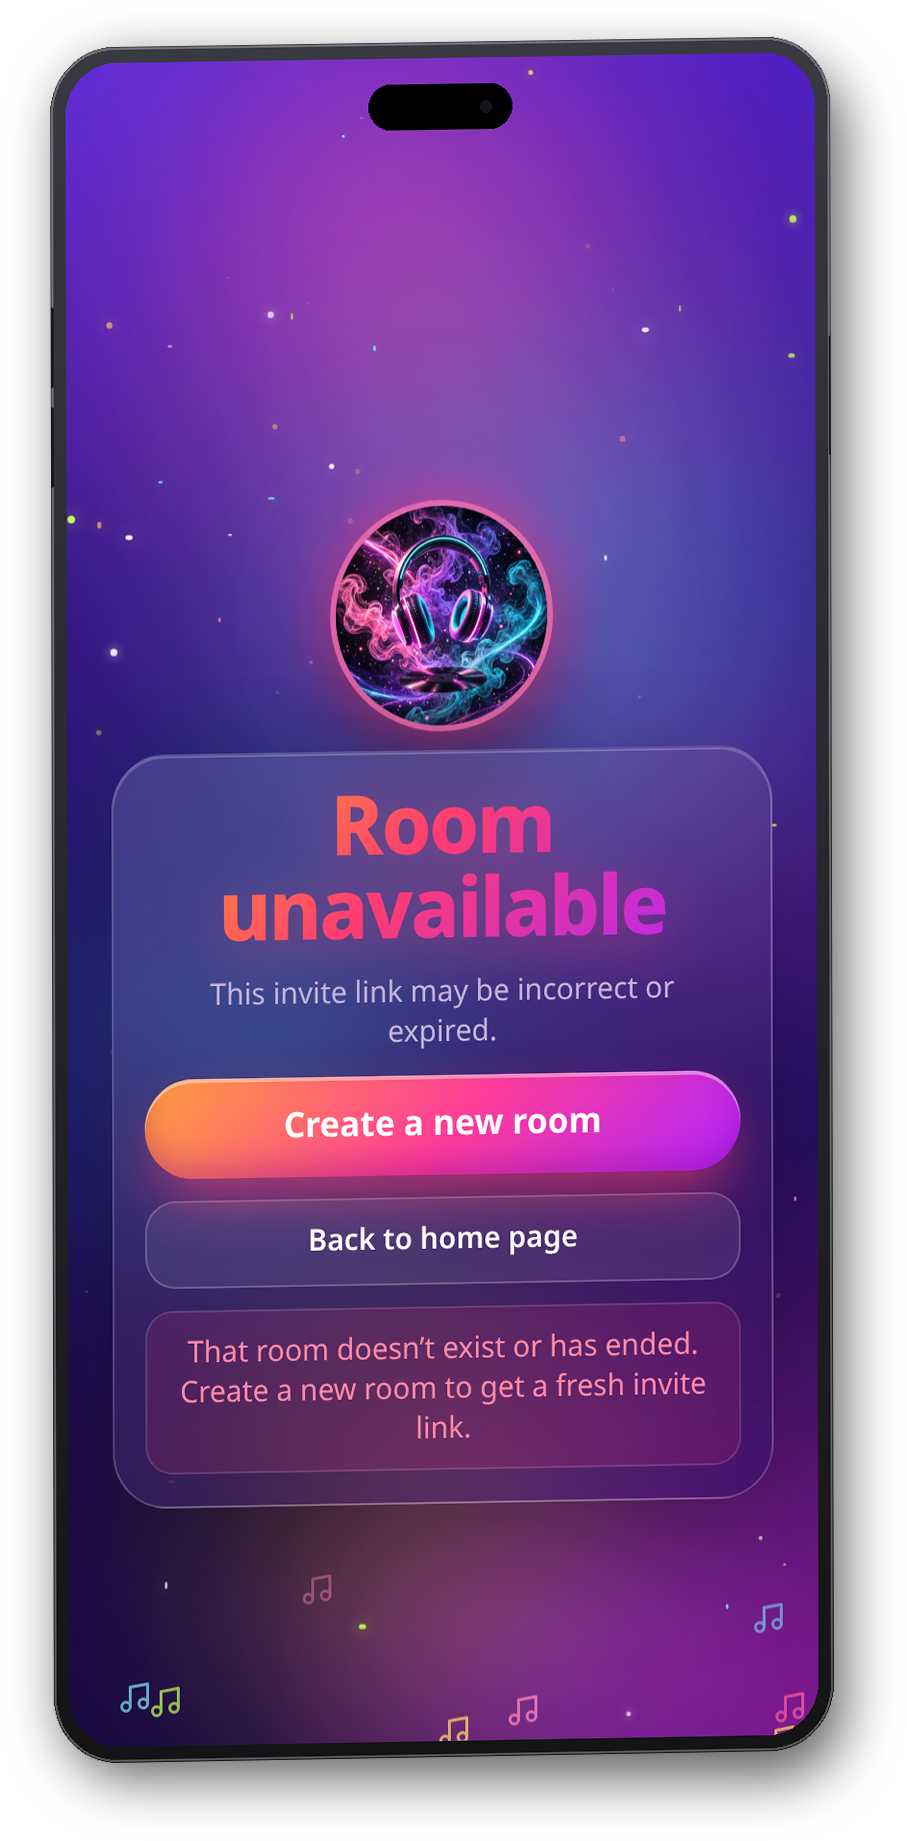 Room
unavailable
This invite link may be incorrect or
expired.
Create a new room
Back to home page
That room doesn’t exist or has ended.
Create a new room to get a fresh invite
link.